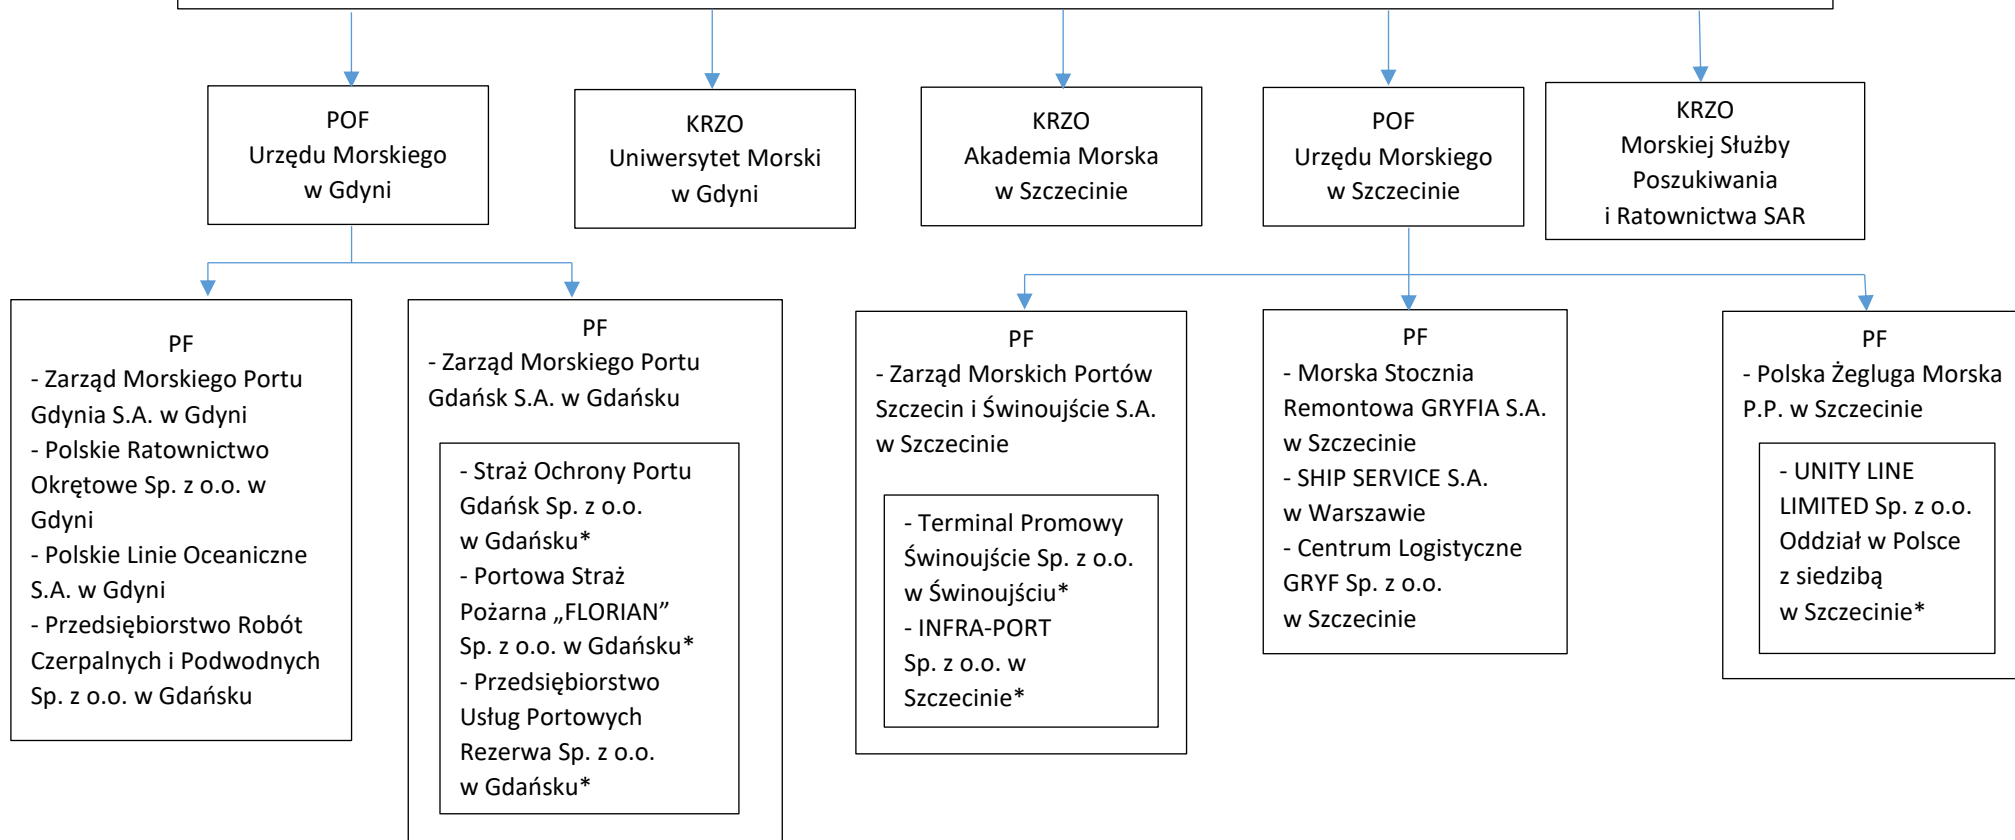 POF
Urzędu Morskiego
w Gdyni
KRZO
Uniwersytet Morski
w Gdyni
KRZO
Akademia Morska
w Szczecinie
POF
Urzędu Morskiego
w Szczecinie
KRZO
Morskiej Służby
Poszukiwania
i Ratownictwa SAR
PF
- Zarząd Morskiego Portu
Gdynia S.A. w Gdyni
- Polskie Ratownictwo
Okrętowe Sp. z o.o. w
Gdyni
- Polskie Linie Oceaniczne
S.A. w Gdyni
- Przedsiębiorstwo Robót
Czerpalnych i Podwodnych
Sp. z o.o. w Gdańsku
PF
- Zarząd Morskiego Portu
Gdańsk S.A. w Gdańsku
- Straż Ochrony Portu
Gdańsk Sp. z o.o.
w Gdańsku*
- Portowa Straż
Pożarna „FLORIAN”
Sp. z o.o. w Gdańsku*
- Przedsiębiorstwo
Usług Portowych
Rezerwa Sp. z o.o.
w Gdańsku*
PF
- Zarząd Morskich Portów
Szczecin i Świnoujście S.A.
w Szczecinie
- Terminal Promowy
Świnoujście Sp. z o.o.
w Świnoujściu*
- INFRA-PORT
Sp. z o.o. w
Szczecinie*
PF
- Morska Stocznia
Remontowa GRYFIA S.A.
w Szczecinie
- SHIP SERVICE S.A.
w Warszawie
- Centrum Logistyczne
GRYF Sp. z o.o.
w Szczecinie
PF
- Polska Żegluga Morska
P.P. w Szczecinie
- UNITY LINE
LIMITED Sp. z o.o.
Oddział w Polsce
z siedzibą
w Szczecinie*